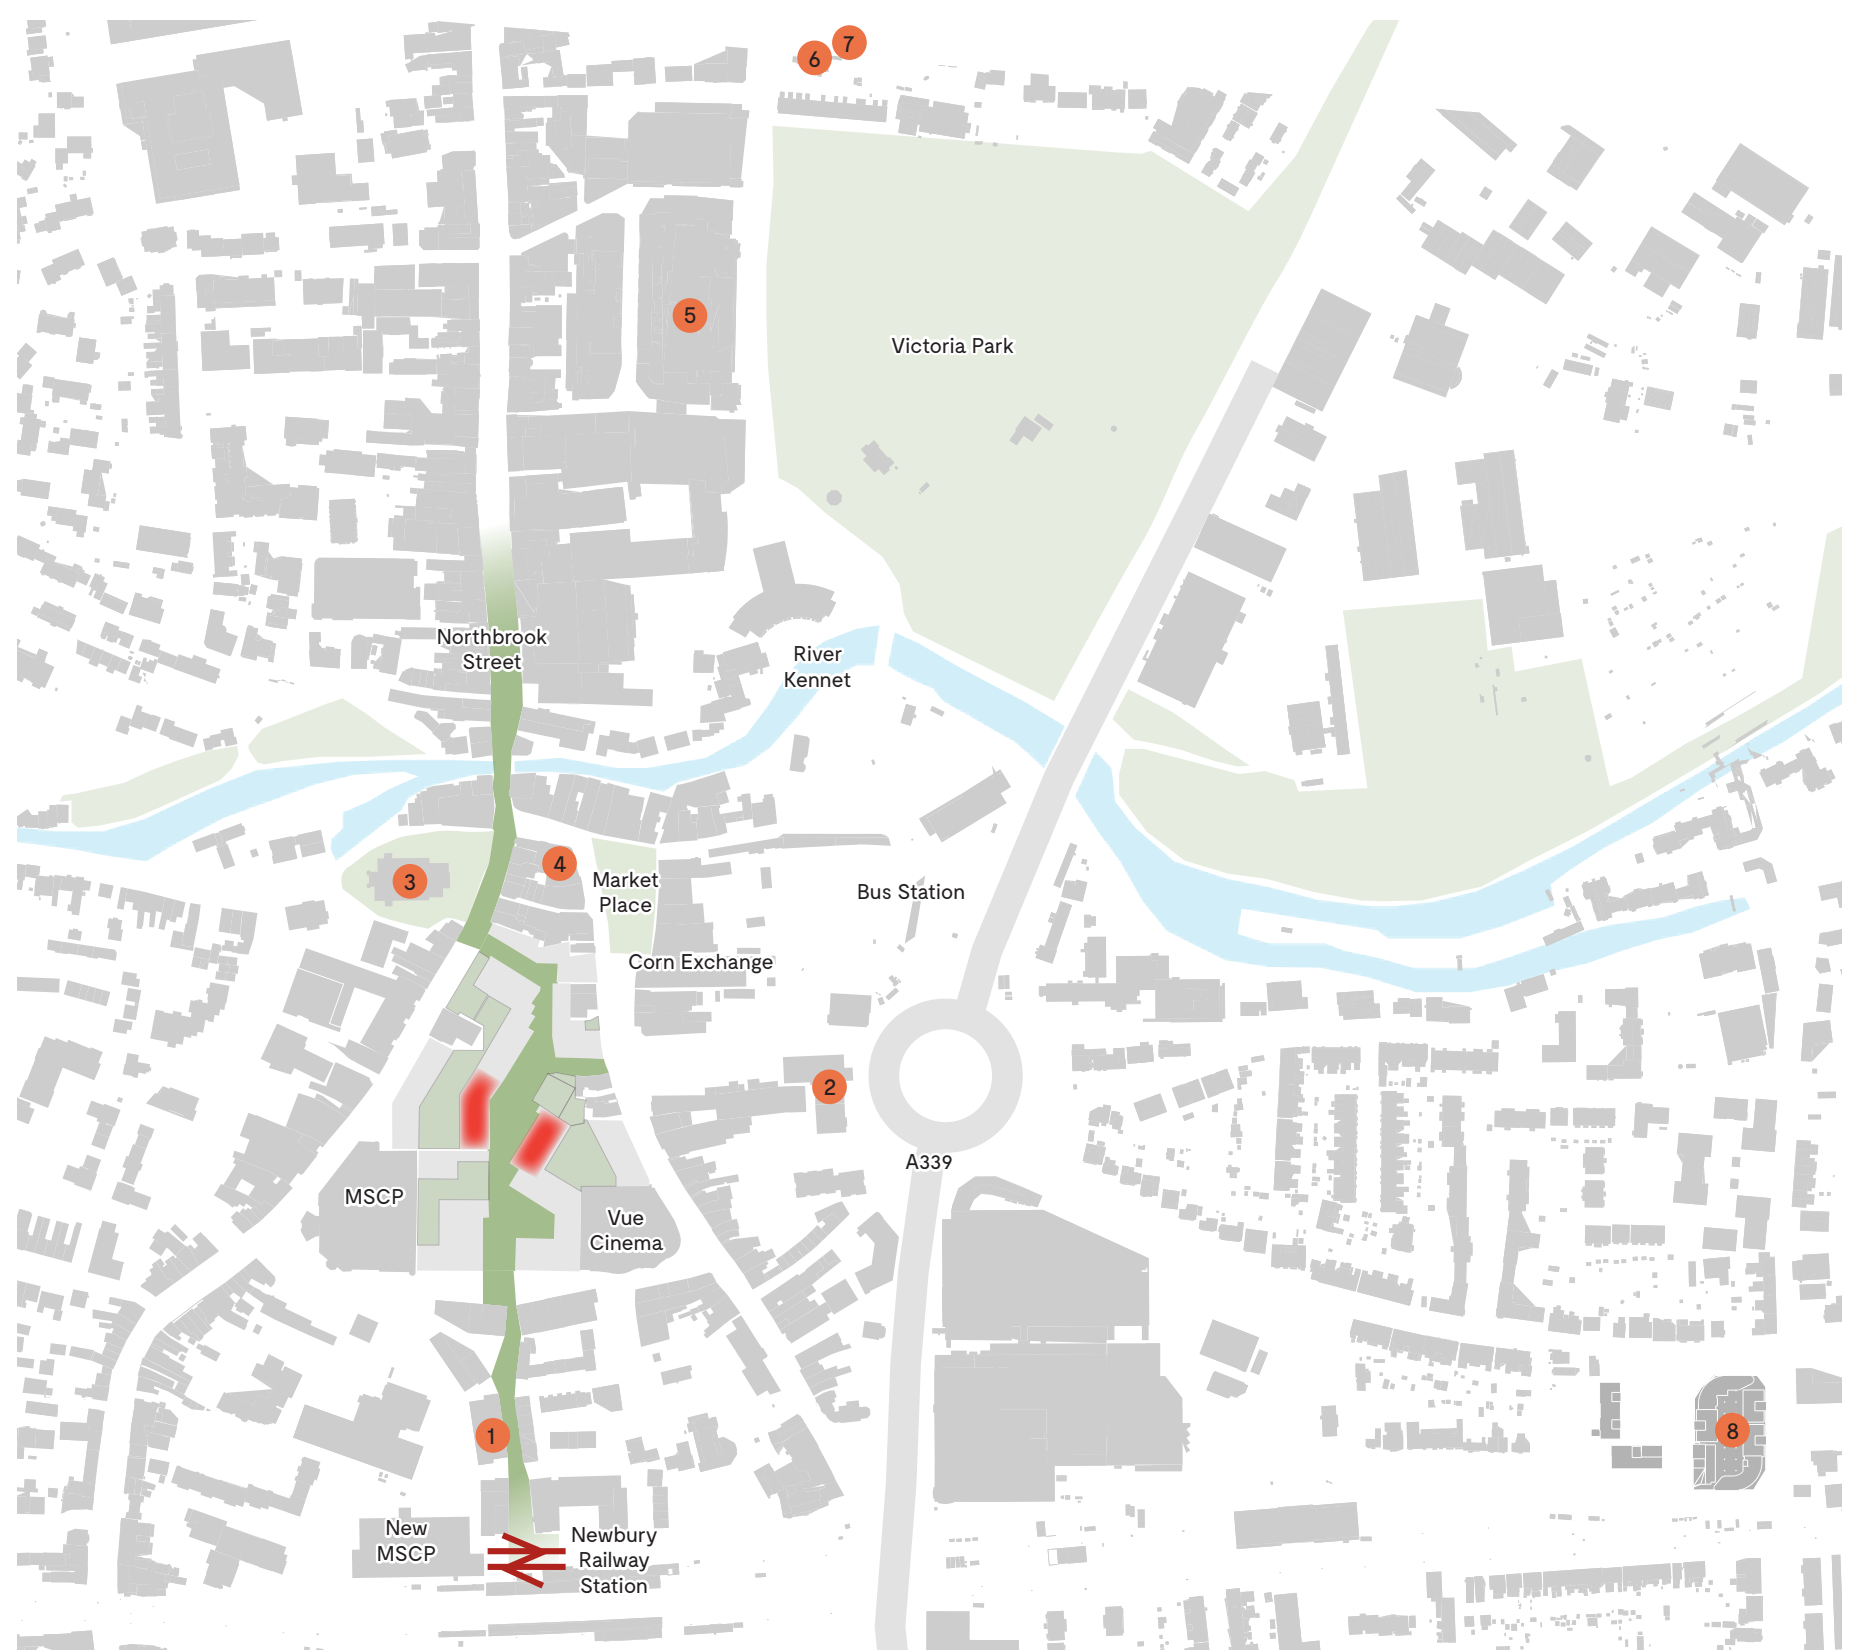 7
6
5
Victoria Park
Northbrook
Street
River
Kennet
4
3
Market
Place
Bus Station
Corn Exchange
2
A339
MSCP
Vue
Cinema
8
1
New
MSCP
Newbury
Railway
Station